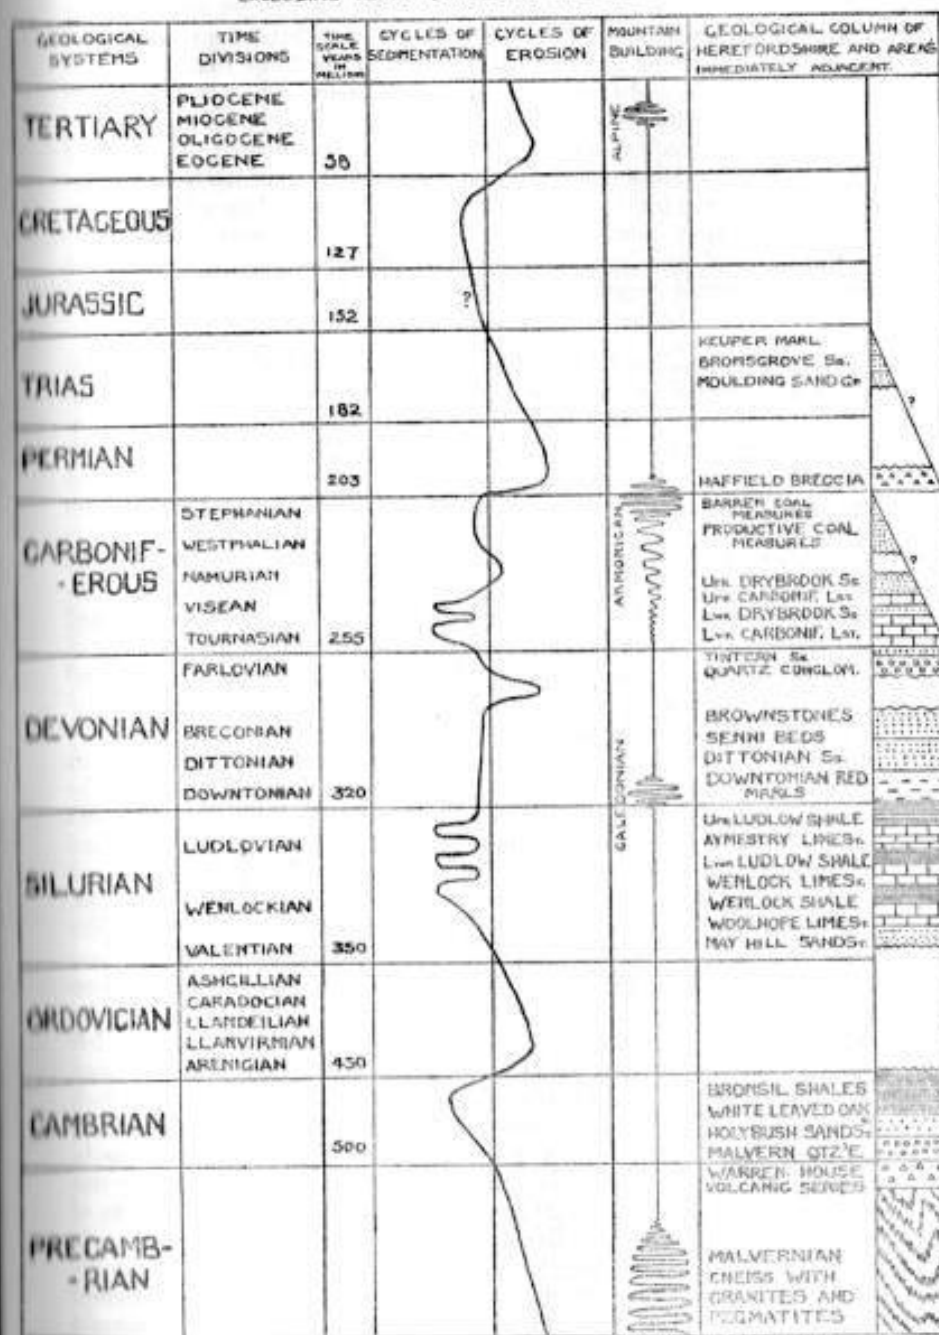 GEOLOGICAL SYSTEMS
TIME DIVISIONS
TIME SCALE YEARS IN MILLIONS
CYCLES OF SEDIMENTATION
CYCLES OF EROSION
MOUNTAIN BUILDING
GEOLOGICAL COLUMN OF HEREFORDSHIRE AND AREAS IMMEDIATELY ADJACENT
TERTIARY
PLIOCENE
MIOCENE
OLIGOCENE
EOCENE
58
ALPINE
CRETACEOUS
127
JURASSIC
152
?
TRIAS
182
KEUPER MARL
BROMSGROVE Ss.
MOULDING SAND Gp
?
PERMIAN
203
HAFFIELD BRECCIA
CARBONIF-
-EROUS
STEPHANIAN
WESTPHALIAN
NAMURIAN
VISEAN
TOURNASIAN
255
ARMORICAN
BARREN COAL
MEASURES
PRODUCTIVE COAL
MEASURES
?
UPR. DRYBROOK Ss
UPR CARBONIF. LST
LWR DRYBROOK Ss
LWR. CARBONIF. LST.
DEVONIAN
FARLOVIAN
BRECONIAN
DITTONIAN
DOWNTONIAN
320
CALEDONIAN
TINTERN Ss
QUARTZ CONGLOM.
BROWNSTONES
SENNI BEDS
DITTONIAN Ss.
DOWNTONIAN RED
MARLS
SILURIAN
LUDLOVIAN
WENLOCKIAN
VALENTIAN
350
UPR LUDLOW SHALE
AYMESTRY LIMEST.
LWR LUDLOW SHALE
WENLOCK LIMEST.
WENLOCK SHALE
WOOLHOPE LIMEST.
MAY HILL SANDST.
ORDOVICIAN
ASHGILLIAN
CARADOCIAN
LLANDEILIAN
LLANVIRNIAN
ARENIGIAN
430
CAMBRIAN
500
BRONSIL SHALES
WHITE LEAVED OAK
HOLYBUSH SANDST.
MALVERN QTZ'E.
PRECAMB-
-RIAN
WARREN HOUSE
VOLCANIC SERIES
MALVERNIAN
GNEISS WITH
GRANITES AND
PEGMATITES